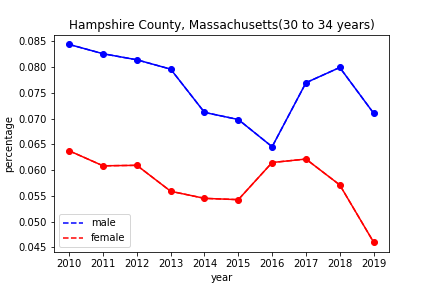 Hampshire County, Massachusetts(30 to 34 years)
0.085
0.080
0.075
0.070
0.065
0.060
0.055
0.050
0.045
percentage
male
female
2010 2011 2012 2013 2014 2015 2016 2017 2018 2019
year